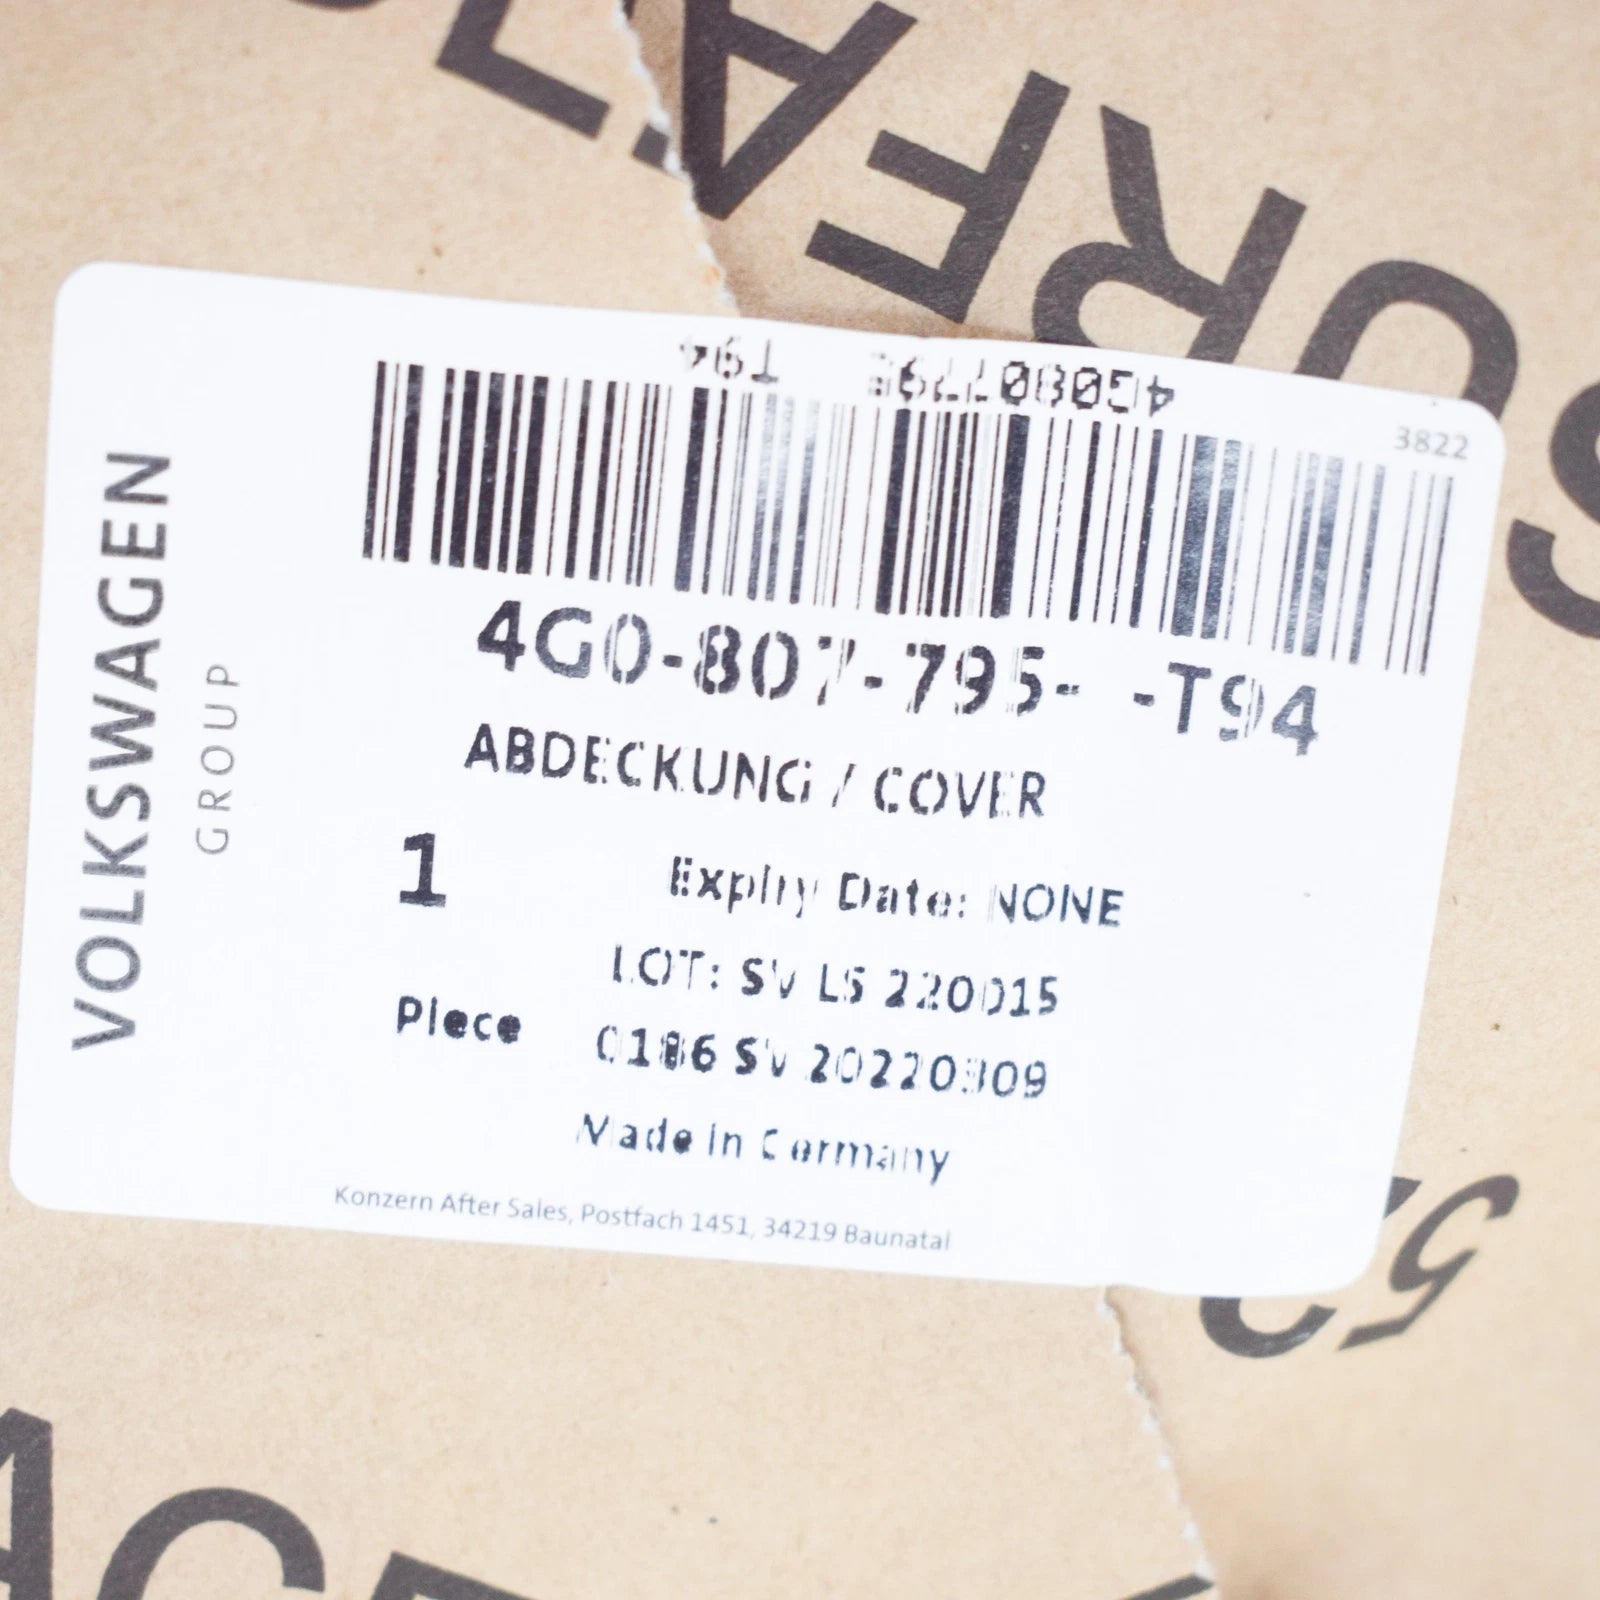 4G0807795 T94
3822
VOLKSWAGEN
GROUP
4G0-807-795- -T94
ABDECKUNG / COVER
1
Expiry Date: NONE
LOT: SV LS 220015
Piece
0186 SV 20220309
Made in Germany
Konzern After Sales, Postfach 1451, 34219 Baunatal